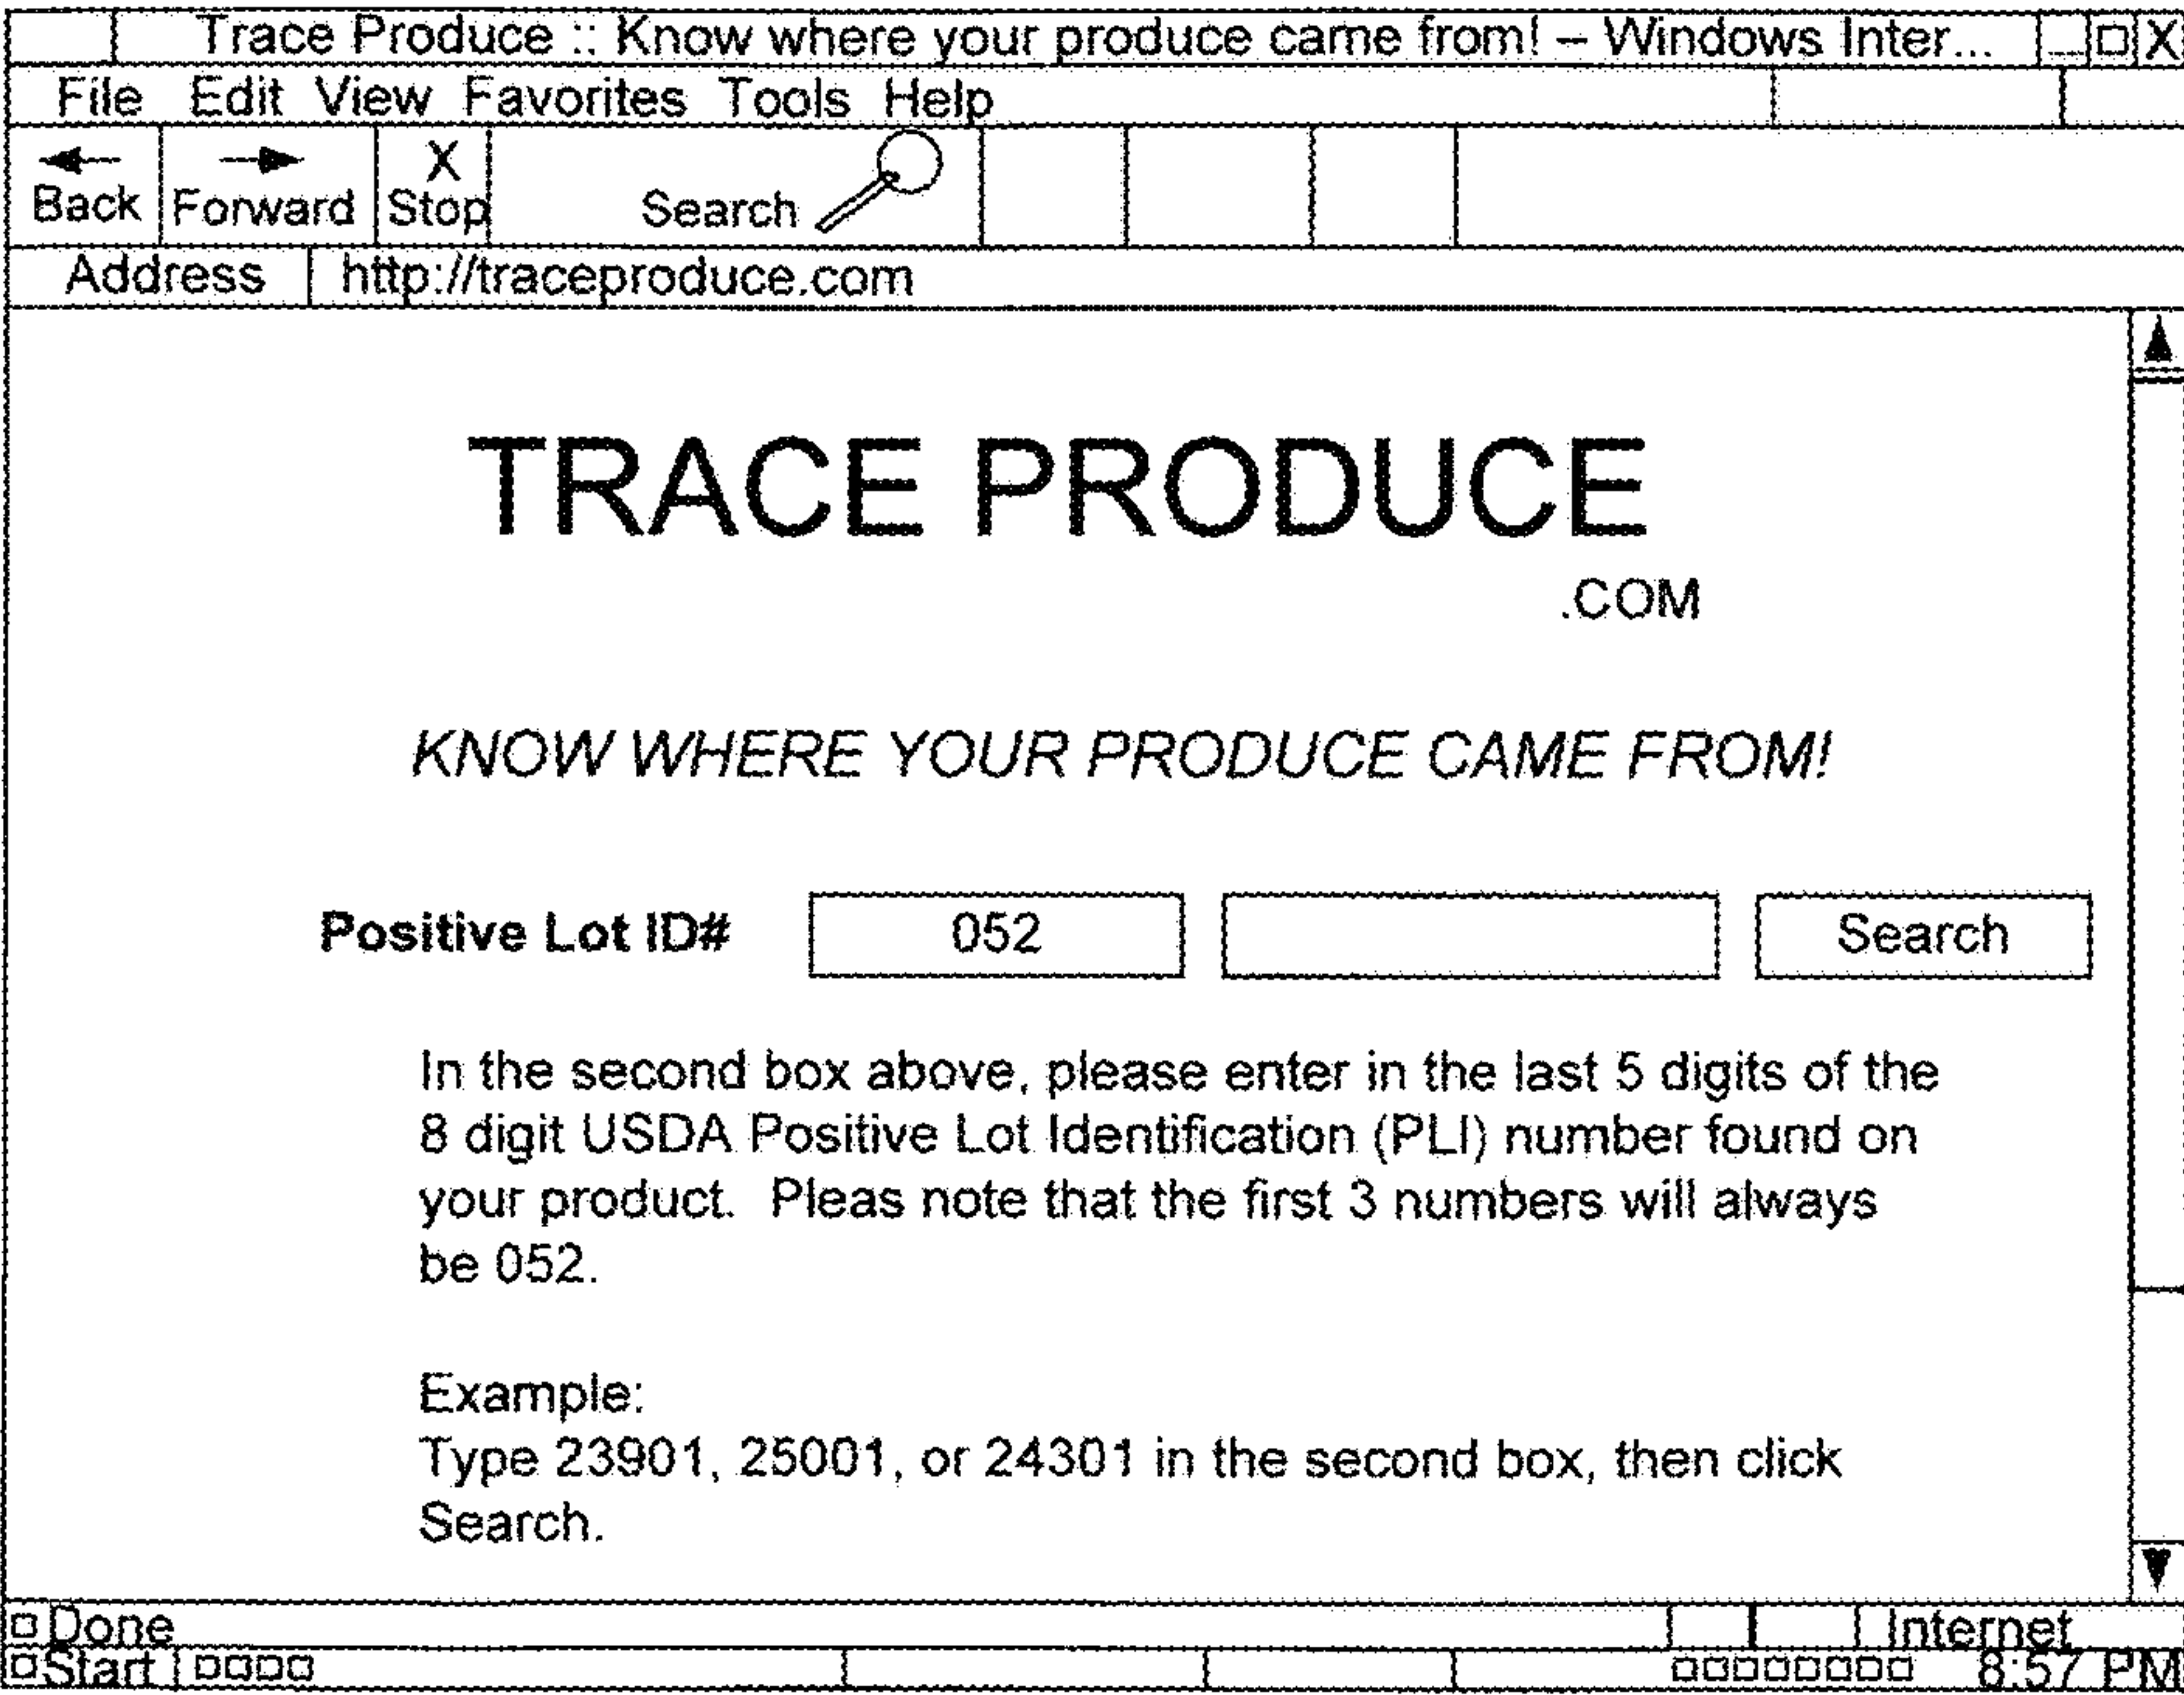 Trace Produce :: Know where your produce came from! – Windows Inter... _ □ X
File Edit View Favorites Tools Help
X
Back Forward Stop Search
Address http://traceproduce.com
TRACE PRODUCE
.COM
KNOW WHERE YOUR PRODUCE CAME FROM!
Positive Lot ID# 052 Search
In the second box above, please enter in the last 5 digits of the
8 digit USDA Positive Lot Identification (PLI) number found on
your product. Pleas note that the first 3 numbers will always
be 052.
Example:
Type 23901, 25001, or 24301 in the second box, then click
Search.
Done Internet
Start 8:57 PM